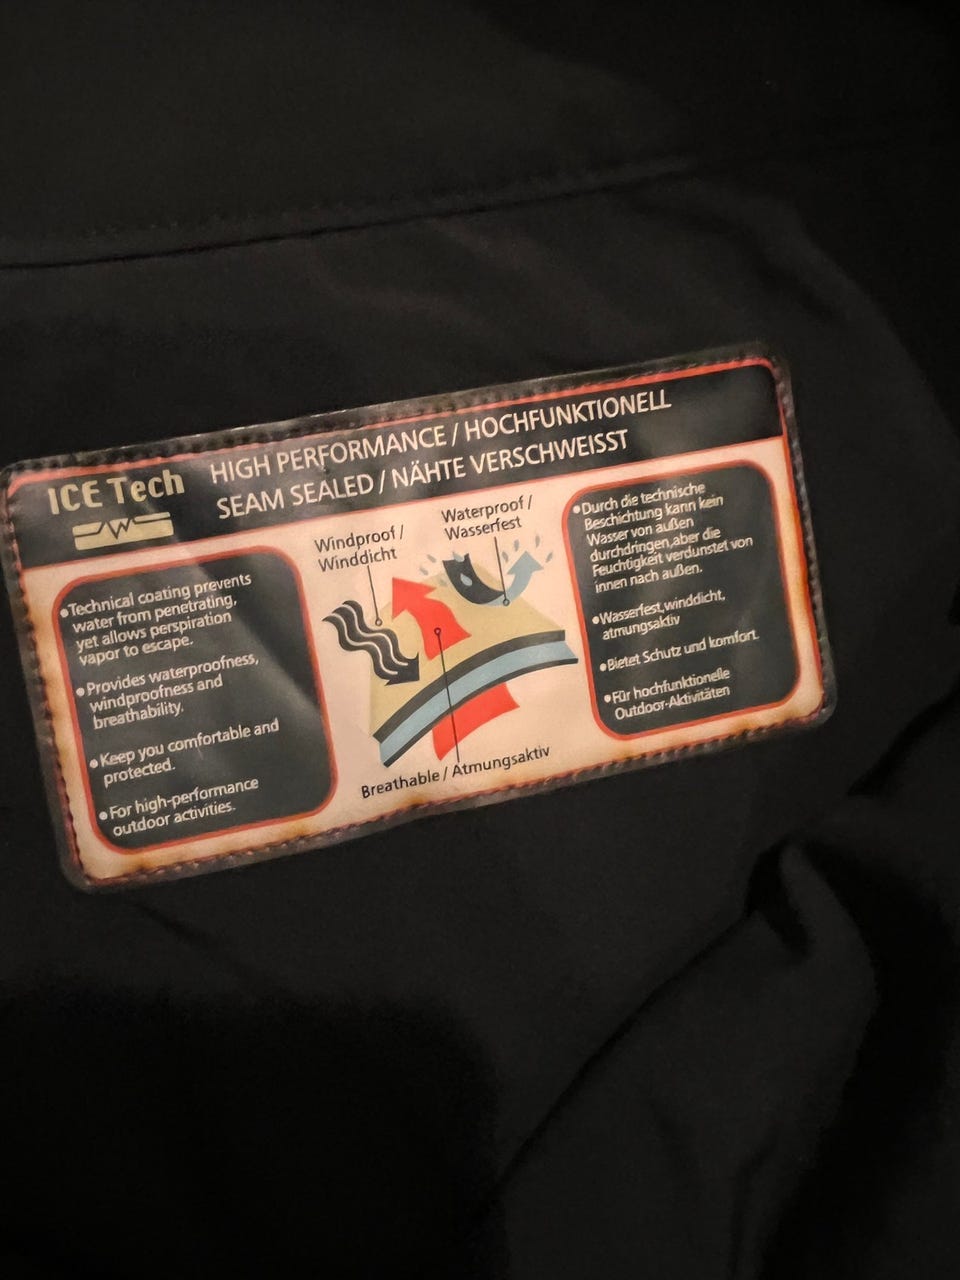 ICE Tech
HIGH PERFORMANCE / HOCHFUNKTIONELL
SEAM SEALED / NÄHTE VERSCHWEISST
•Technical coating prevents
water from penetrating,
yet allows perspiration
vapor to escape.
•Provides waterproofness,
windproofness and
breathability.
•Keep you comfortable and
protected.
•For high-performance
outdoor activities.
Windproof /
Winddicht
Waterproof /
Wasserfest
Breathable / Atmungsaktiv
•Durch die technische
Beschichtung kann kein
Wasser von außen
durchdringen,aber die
Feuchtigkeit verdunstet von
innen nach außen.
•Wasserfest,winddicht,
atmungsaktiv
•Bietet Schutz und komfort.
•Für hochfunktionelle
Outdoor-Aktivitäten